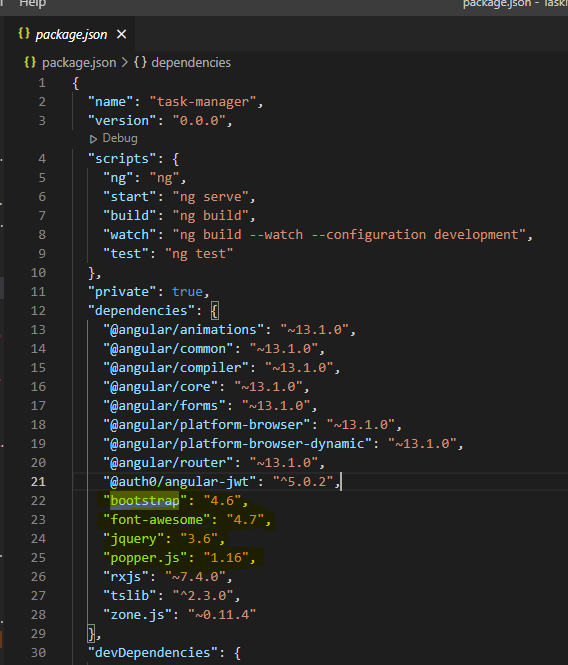 Help
package.json - Task
{} package.json ×
{} package.json > {} dependencies
1 {
2 "name": "task-manager",
3 "version": "0.0.0",
Debug
4 "scripts": {
5 "ng": "ng",
6 "start": "ng serve",
7 "build": "ng build",
8 "watch": "ng build --watch --configuration development",
9 "test": "ng test"
10 },
11 "private": true,
12 "dependencies": {
13 "@angular/animations": "~13.1.0",
14 "@angular/common": "~13.1.0",
15 "@angular/compiler": "~13.1.0",
16 "@angular/core": "~13.1.0",
17 "@angular/forms": "~13.1.0",
18 "@angular/platform-browser": "~13.1.0",
19 "@angular/platform-browser-dynamic": "~13.1.0",
20 "@angular/router": "~13.1.0",
21 "@auth0/angular-jwt": "^5.0.2",
22 "bootstrap": "4.6",
23 "font-awesome": "4.7",
24 "jquery": "3.6",
25 "popper.js": "1.16",
26 "rxjs": "~7.4.0",
27 "tslib": "^2.3.0",
28 "zone.js": "~0.11.4"
29 },
30 "devDependencies": {